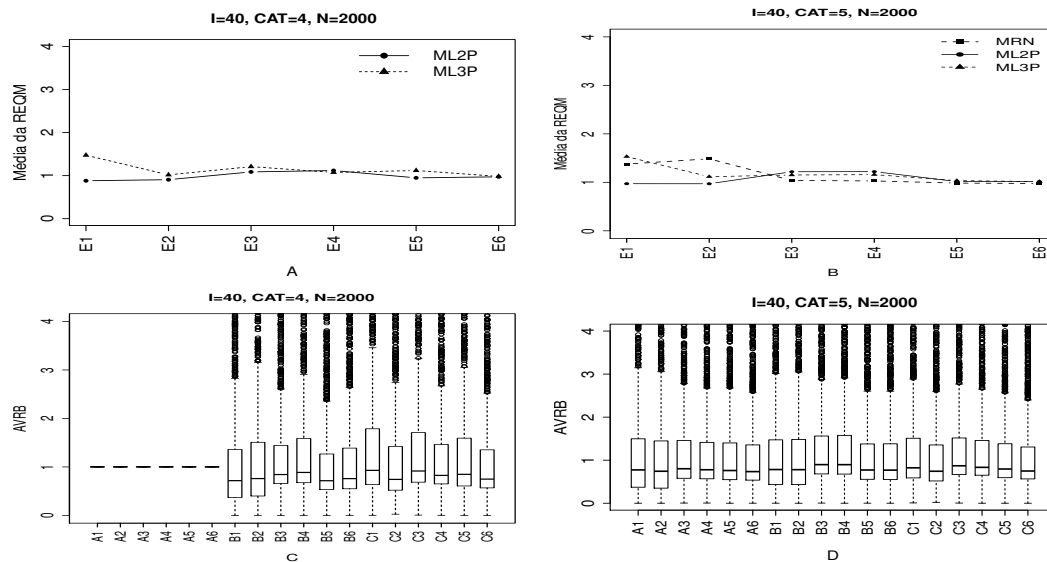 I=40, CAT=4, N=2000
ML2P
ML3P
Média da REQM
4
3
2
1
0
E1 E2 E3 E4 E5 E6
A
I=40, CAT=5, N=2000
MRN
ML2P
ML3P
Média da REQM
4
3
2
1
0
E1 E2 E3 E4 E5 E6
B
I=40, CAT=4, N=2000
AVRB
4
3
2
1
0
A1 A2 A3 A4 A5 A6 B1 B2 B3 B4 B5 B6 C1 C2 C3 C4 C5 C6
C
I=40, CAT=5, N=2000
AVRB
4
3
2
1
0
A1 A2 A3 A4 A5 A6 B1 B2 B3 B4 B5 B6 C1 C2 C3 C4 C5 C6
D